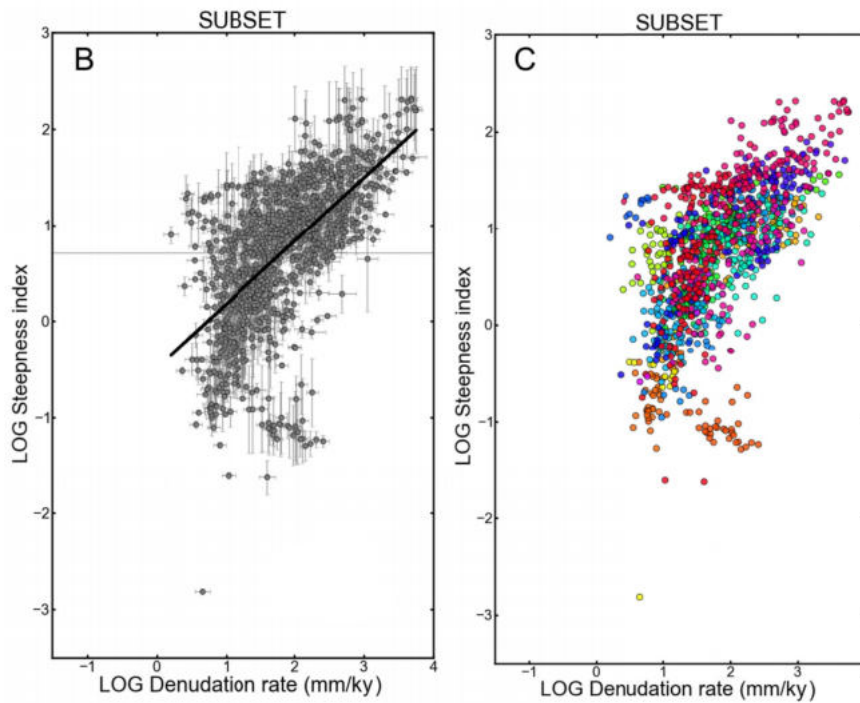 SUBSET
B
3
2
1
0
−1
−2
−3
LOG Steepness index
−1 0 1 2 3 4
LOG Denudation rate (mm/ky)
SUBSET
C
3
2
1
0
−1
−2
−3
LOG Steepness index
−1 0 1 2 3
LOG Denudation rate (mm/ky)